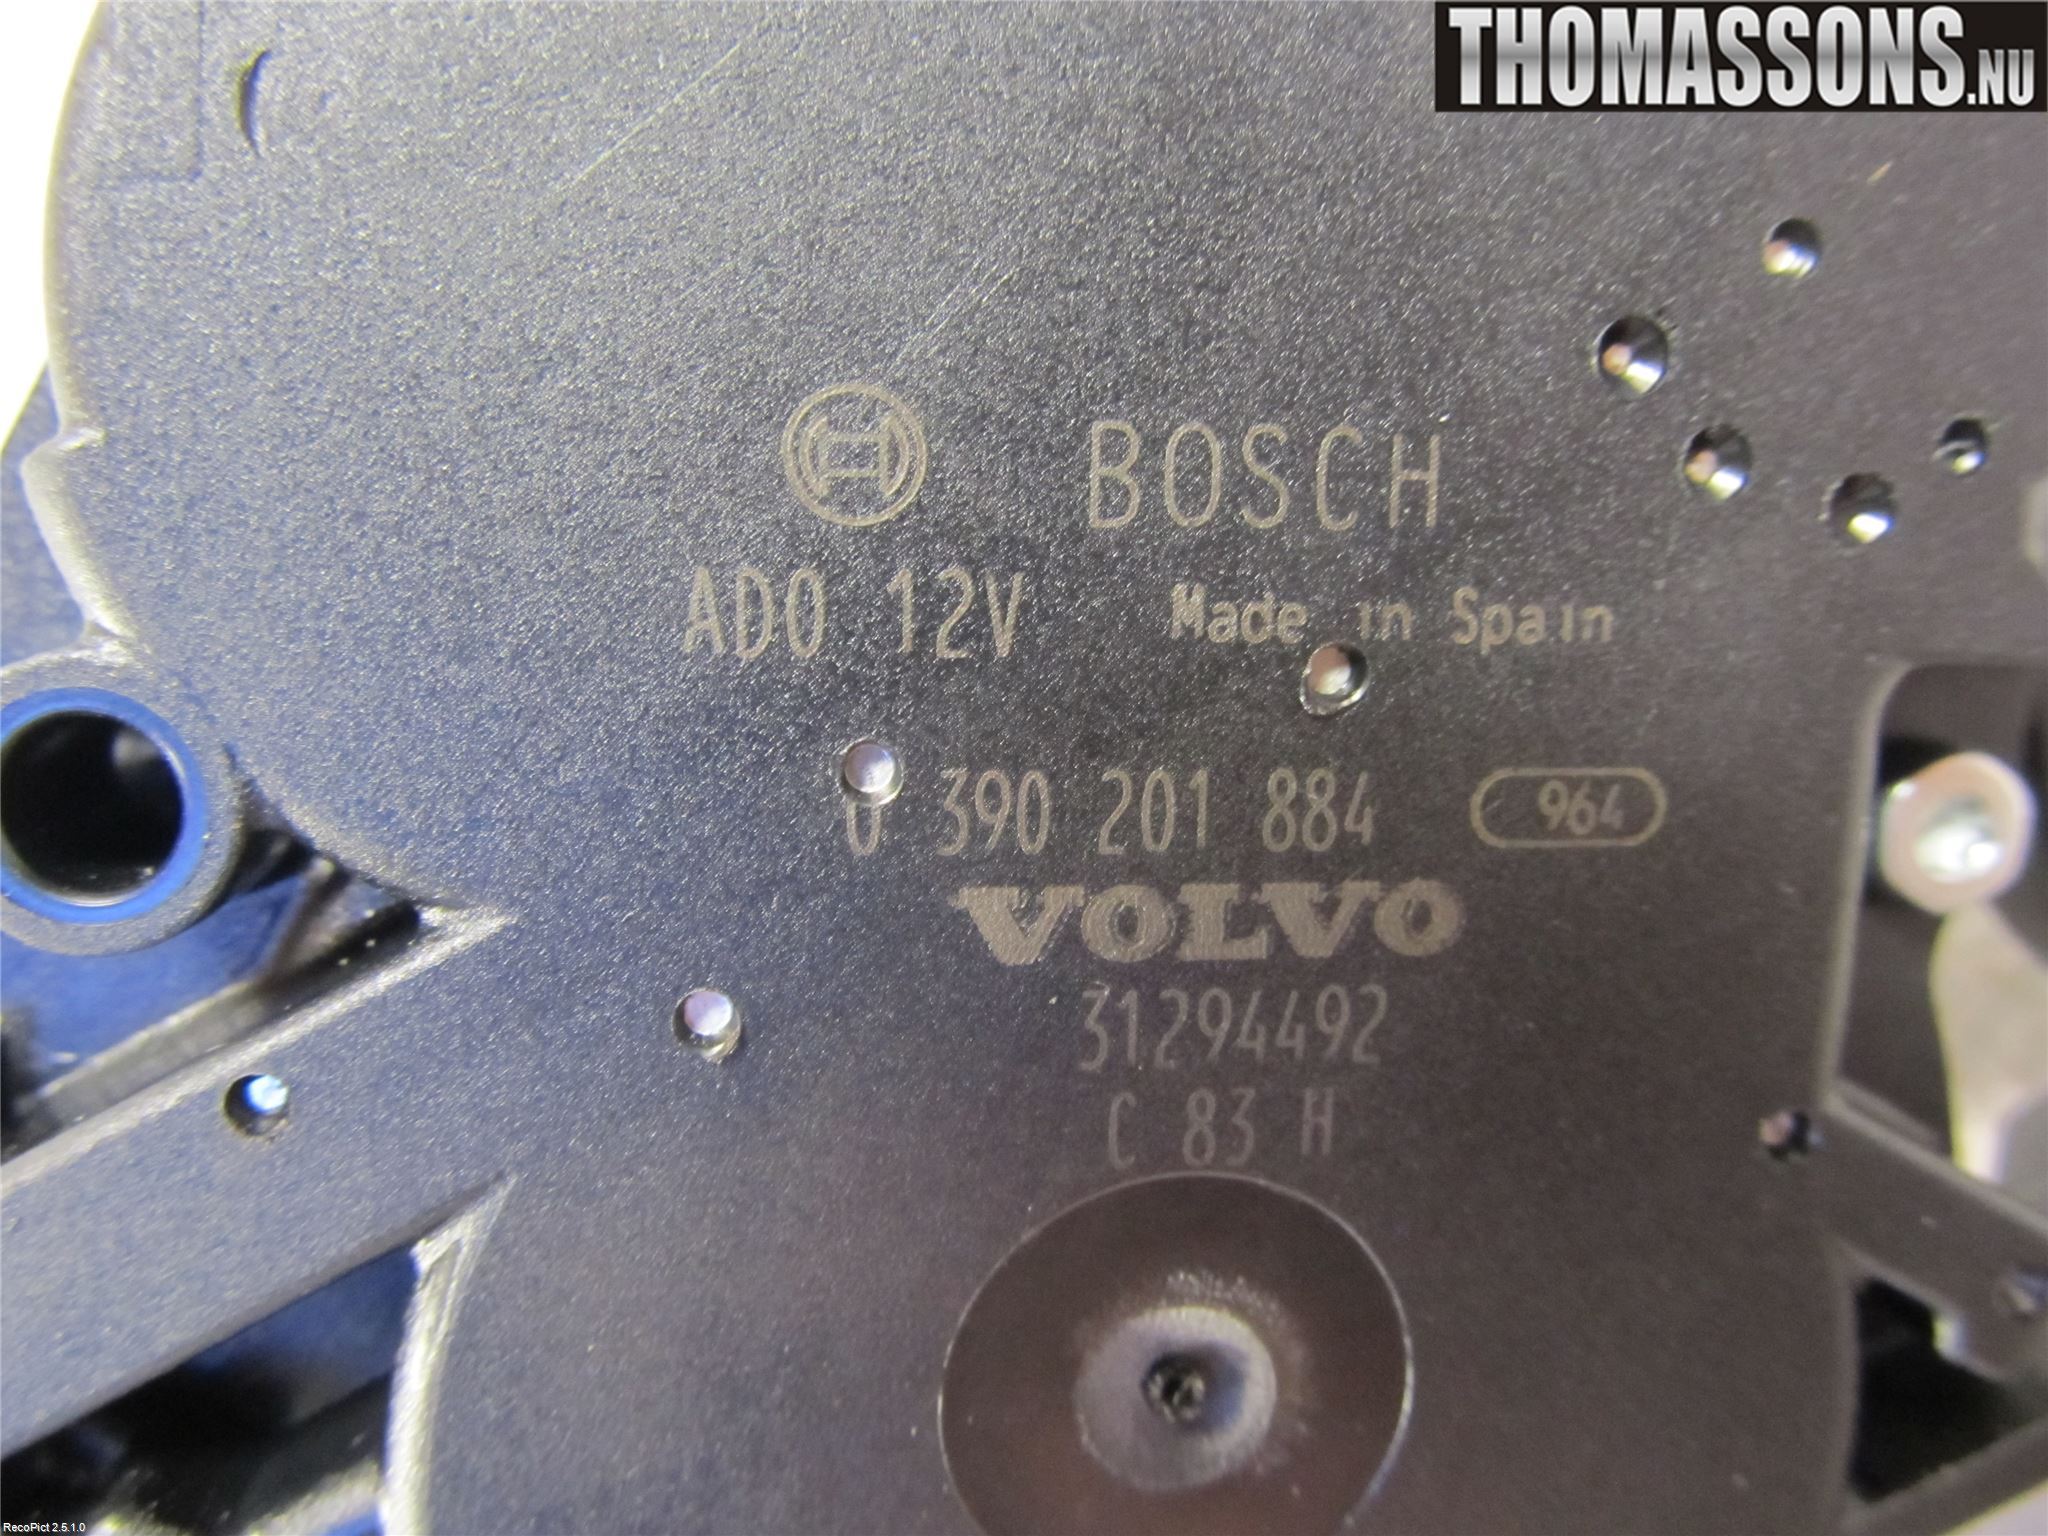 THOMASSONS.NU
BOSCH
AD0 12V Made in Spain
0 390 201 884 964
VOLVO
31294492
C 83 H
RecoPict 2.5.1.0